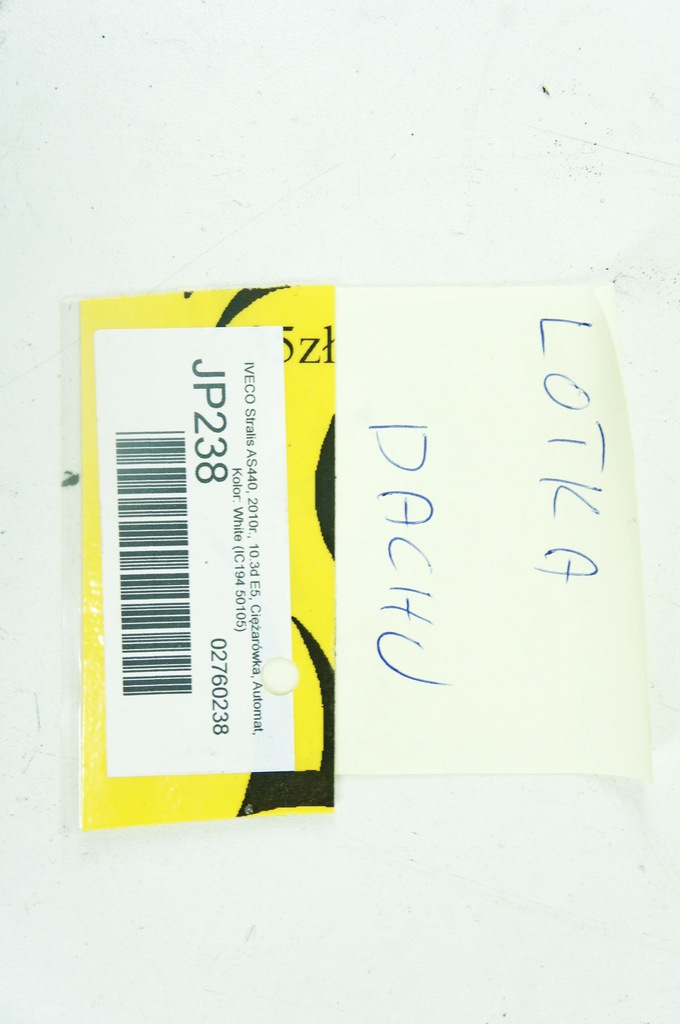 LOTKA
DACHU
5zł
IVECO Stralis AS440, 2010r., 10.3d E5, Ciężarówka, Automat,
Kolor: White (IC194 50105)
JP238
02760238